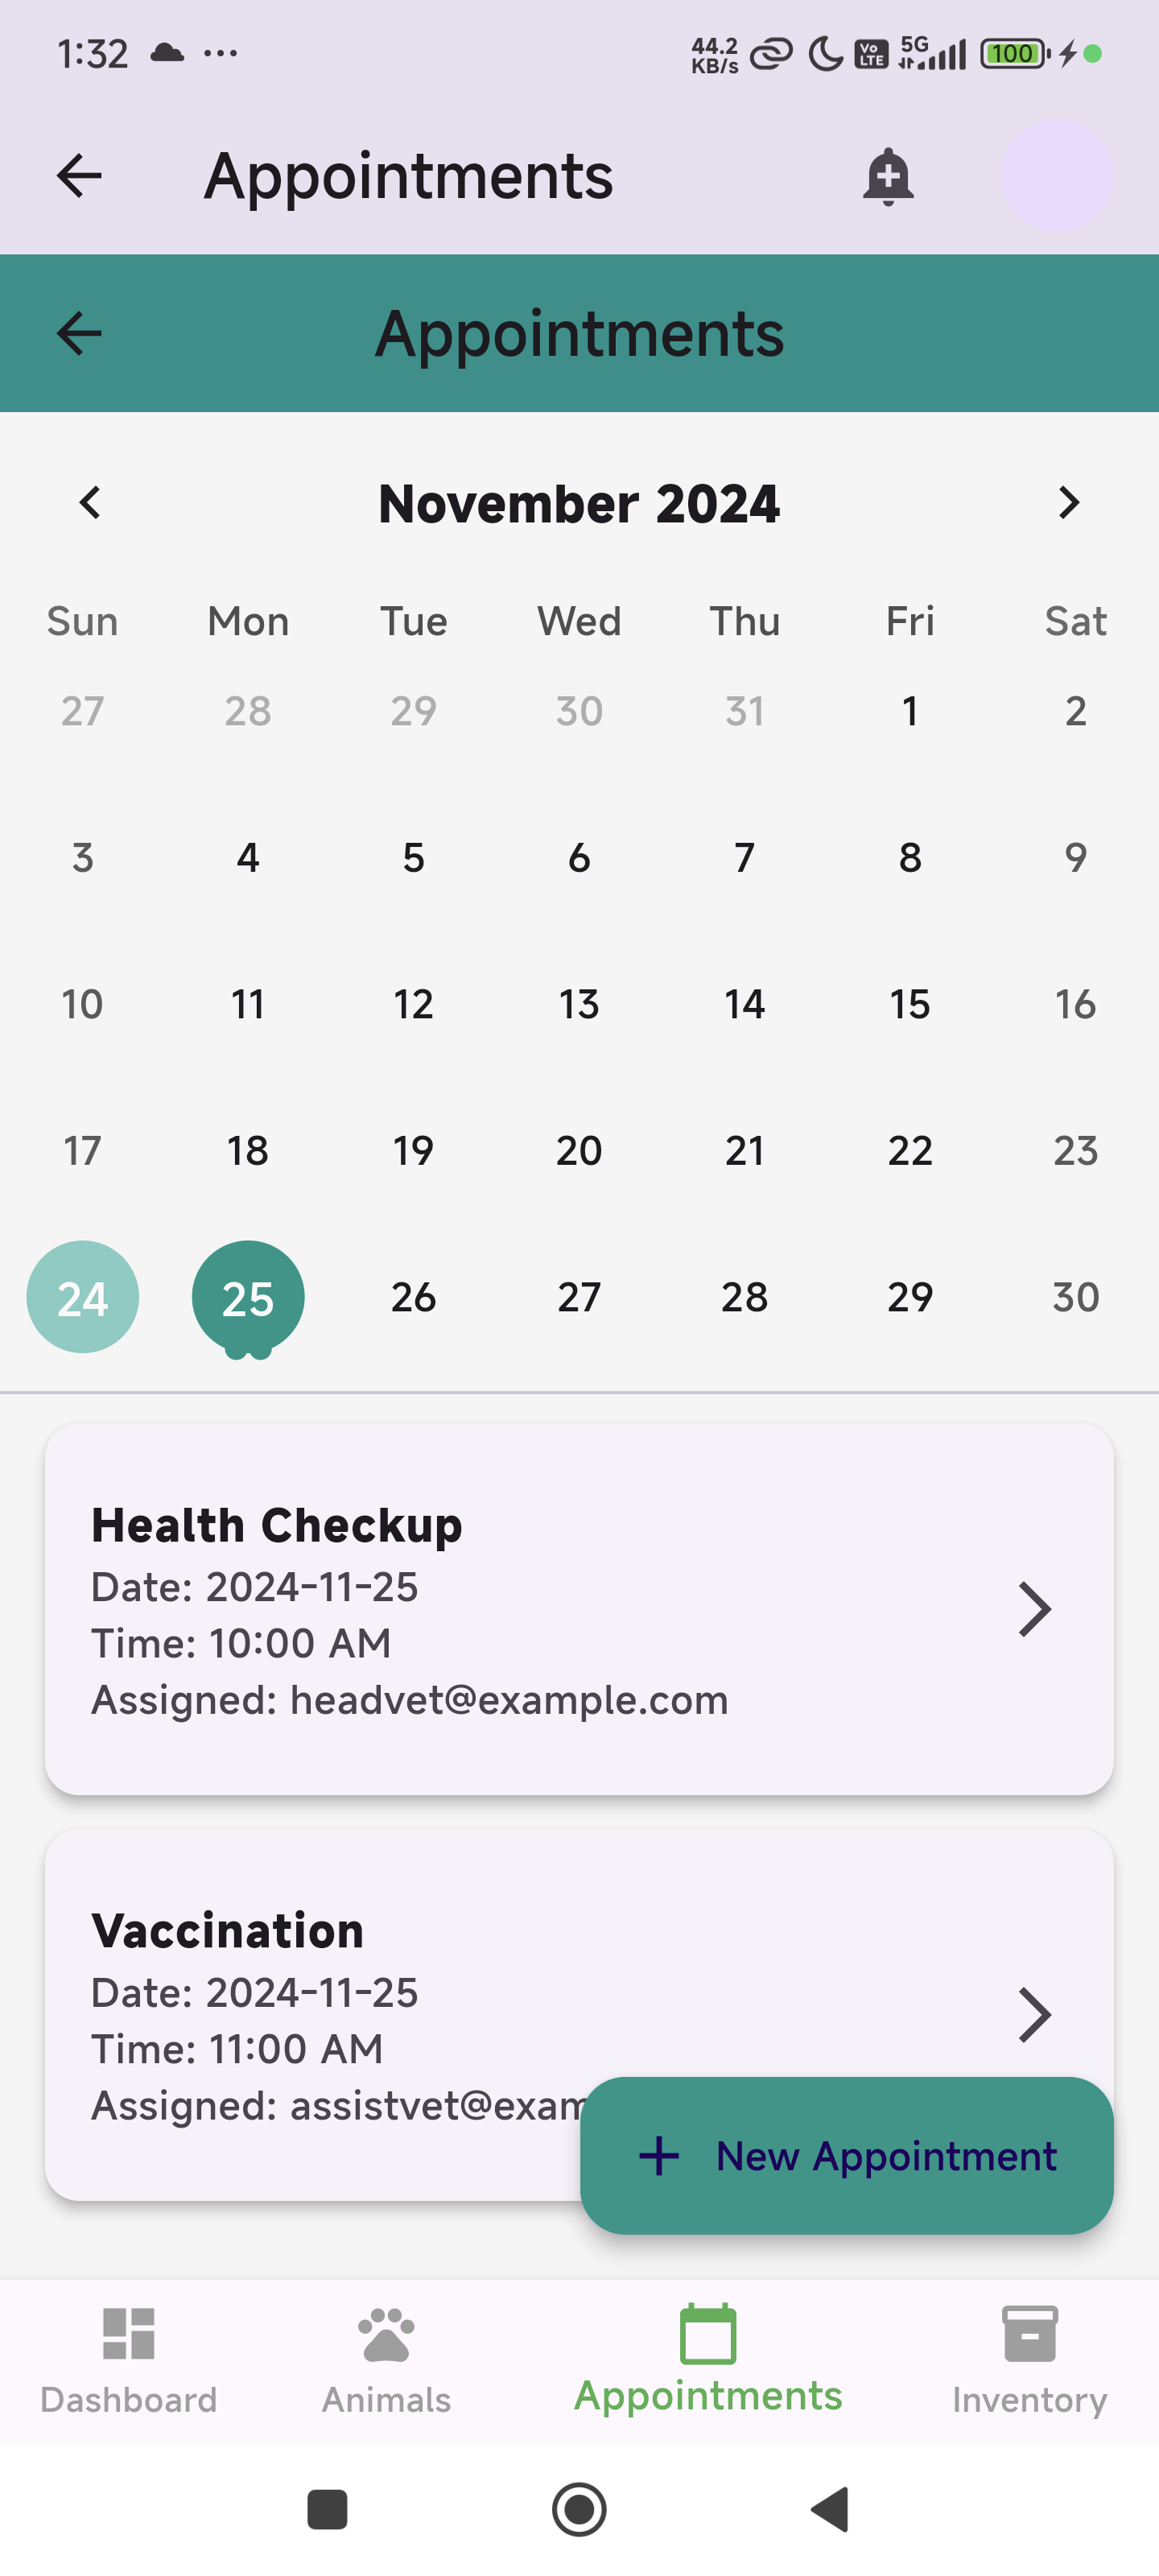 1:32 ... 44.2 KB/s Vo LTE 5G 100
Appointments
Appointments
November 2024
Sun Mon Tue Wed Thu Fri Sat
27 28 29 30 31 1 2
3 4 5 6 7 8 9
10 11 12 13 14 15 16
17 18 19 20 21 22 23
24 25 26 27 28 29 30
Health Checkup
Date: 2024-11-25
Time: 10:00 AM
Assigned: headvet@example.com
Vaccination
Date: 2024-11-25
Time: 11:00 AM
Assigned: assistvet@exam
+ New Appointment
Dashboard Animals Appointments Inventory